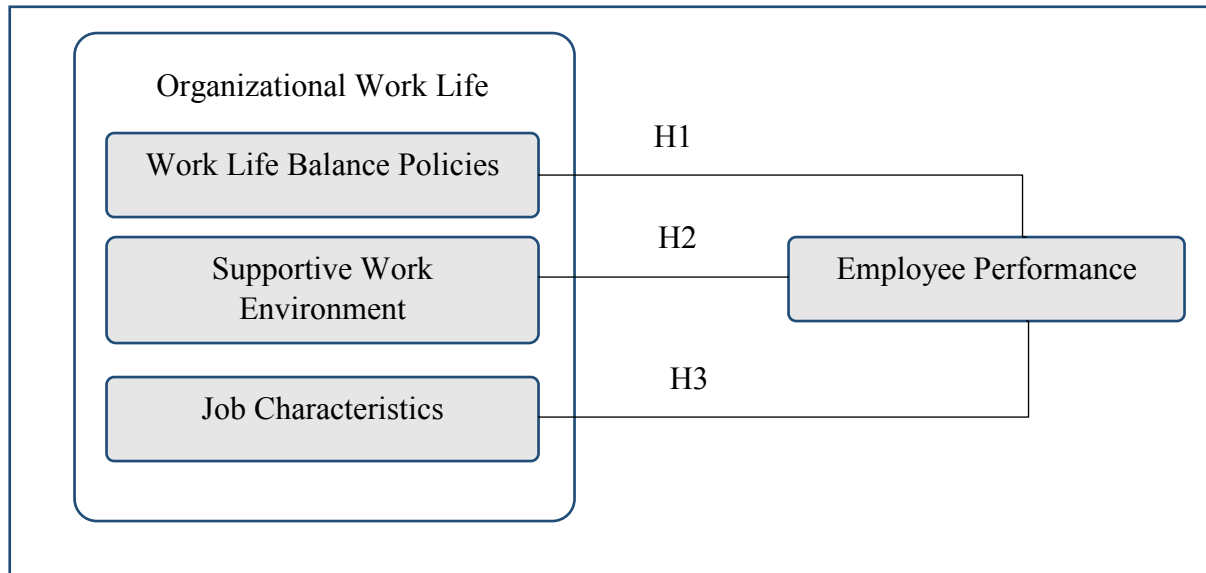 Organizational Work Life
Work Life Balance Policies
H1
H2
Supportive Work
Environment
Employee Performance
H3
Job Characteristics